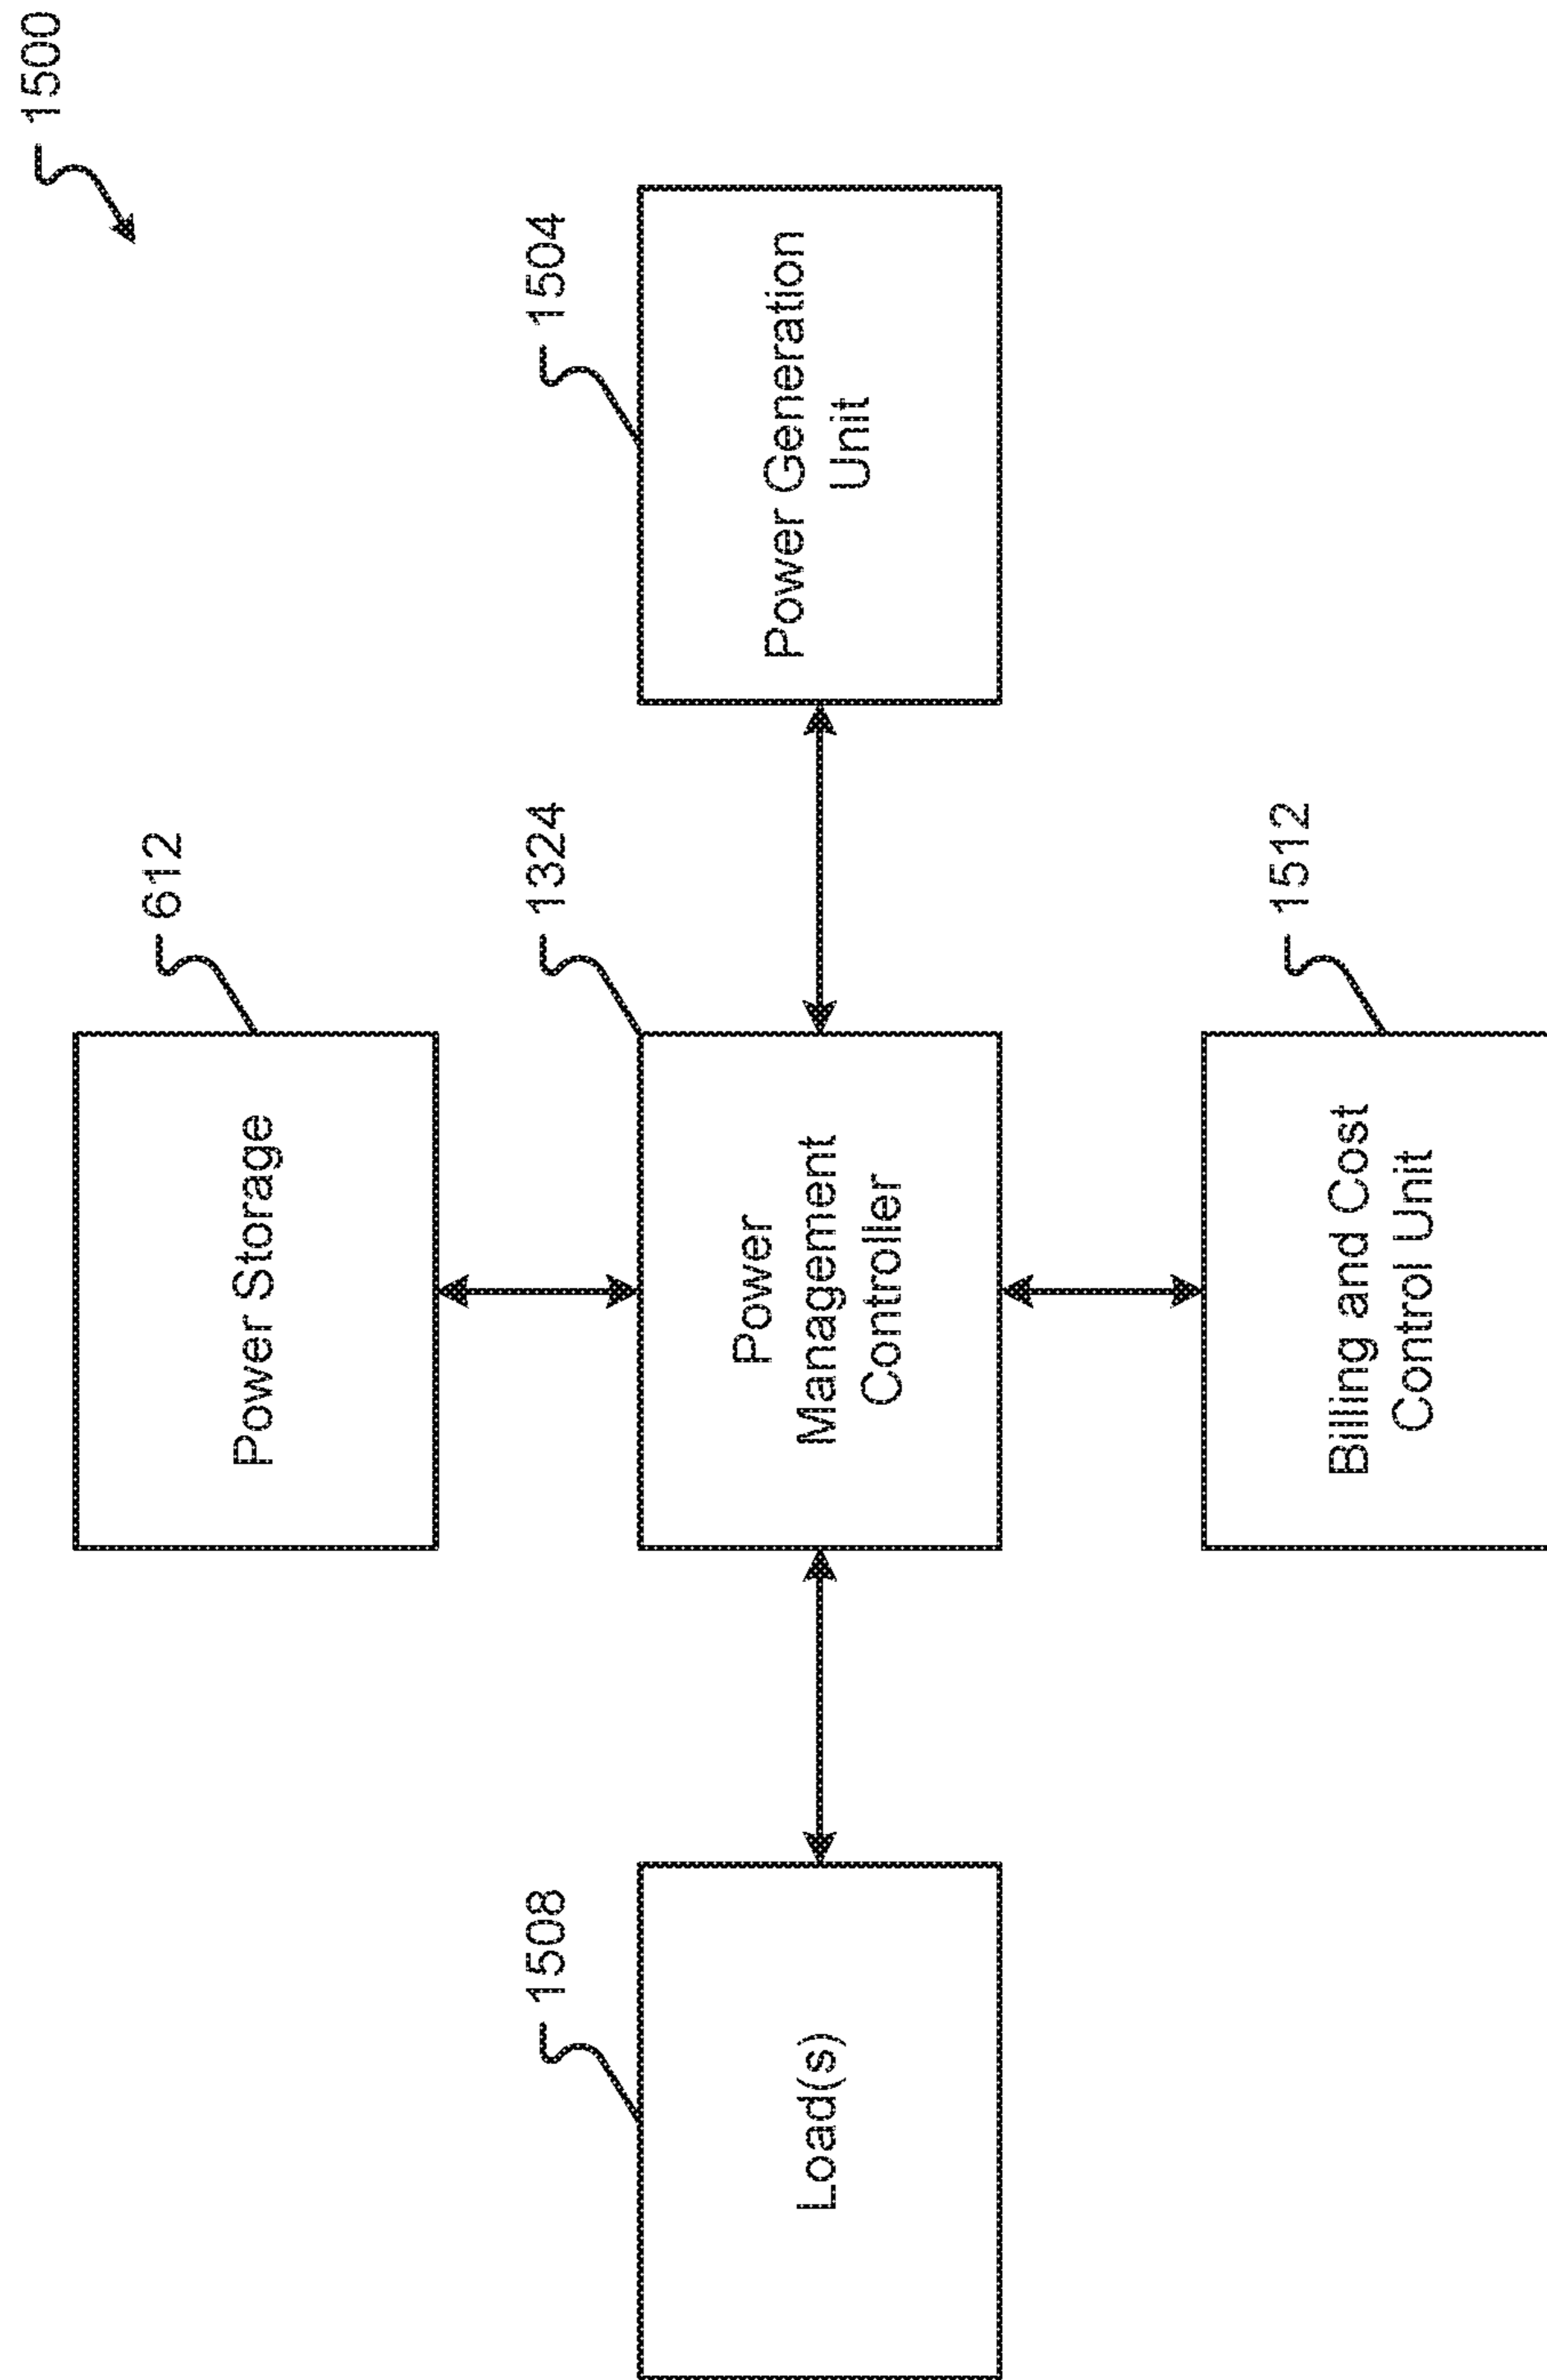 1500
612
Power Storage
1508
Load(s)
1324
Power
Management
Controller
1504
Power Generation
Unit
1512
Billing and Cost
Control Unit